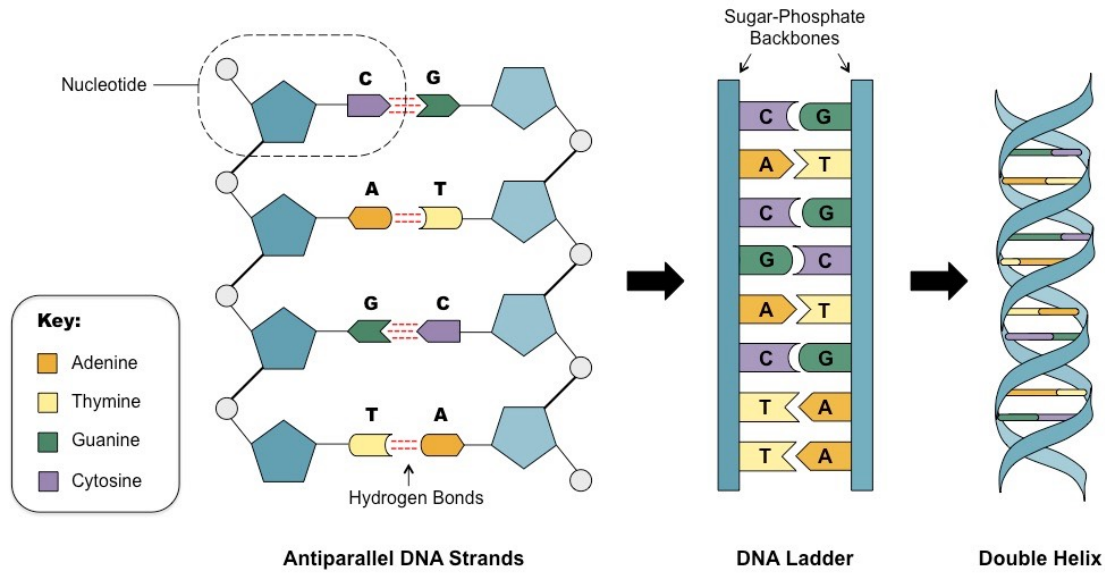 Sugar-Phosphate
Backbones
Nucleotide
C G
A T
G C
T A
Hydrogen Bonds
Key:
Adenine
Thymine
Guanine
Cytosine
C G
A T
C G
G C
A T
C G
T A
T A
Antiparallel DNA Strands
DNA Ladder
Double Helix